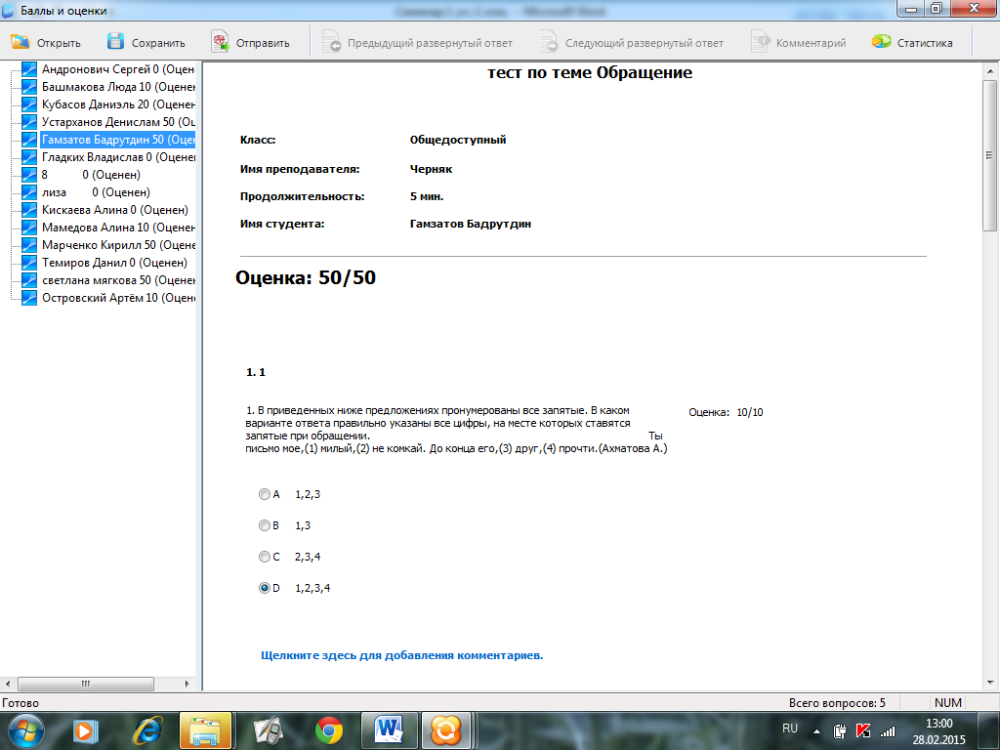 Баллы и оценки
Открыть
Сохранить
Отправить
Предыдущий развернутый ответ
Следующий развернутый ответ
Комментарий
Статистика
Андронович Сергей 0 (Оцен
Башмакова Люда 10 (Оценен
Кубасов Даниэль 20 (Оценен
Устарханов Денислам 50 (Оц
Гамзатов Бадрутдин 50 (Оцен
Гладких Владислав 0 (Оценен
8 0 (Оценен)
лиза 0 (Оценен)
Кискаева Алина 0 (Оценен)
Мамедова Алина 10 (Оценен
Марченко Кирилл 50 (Оцене
Темиров Данил 0 (Оценен)
светлана мягкова 50 (Оценен
Островский Артём 10 (Оцен
тест по теме Обращение
Класс: Общедоступный
Имя преподавателя: Черняк
Продолжительность: 5 мин.
Имя студента: Гамзатов Бадрутдин
Оценка: 50/50
1. 1
1. В приведенных ниже предложениях пронумерованы все запятые. В каком
варианте ответа правильно указаны все цифры, на месте которых ставятся
запятые при обращении. Ты
письмо мое,(1) милый,(2) не комкай. До конца его,(3) друг,(4) прочти.(Ахматова А.)
Оценка: 10/10
A 1,2,3
B 1,3
C 2,3,4
D 1,2,3,4
Щелкните здесь для добавления комментариев.
Готово
Всего вопросов: 5
NUM
RU
13:00
28.02.2015